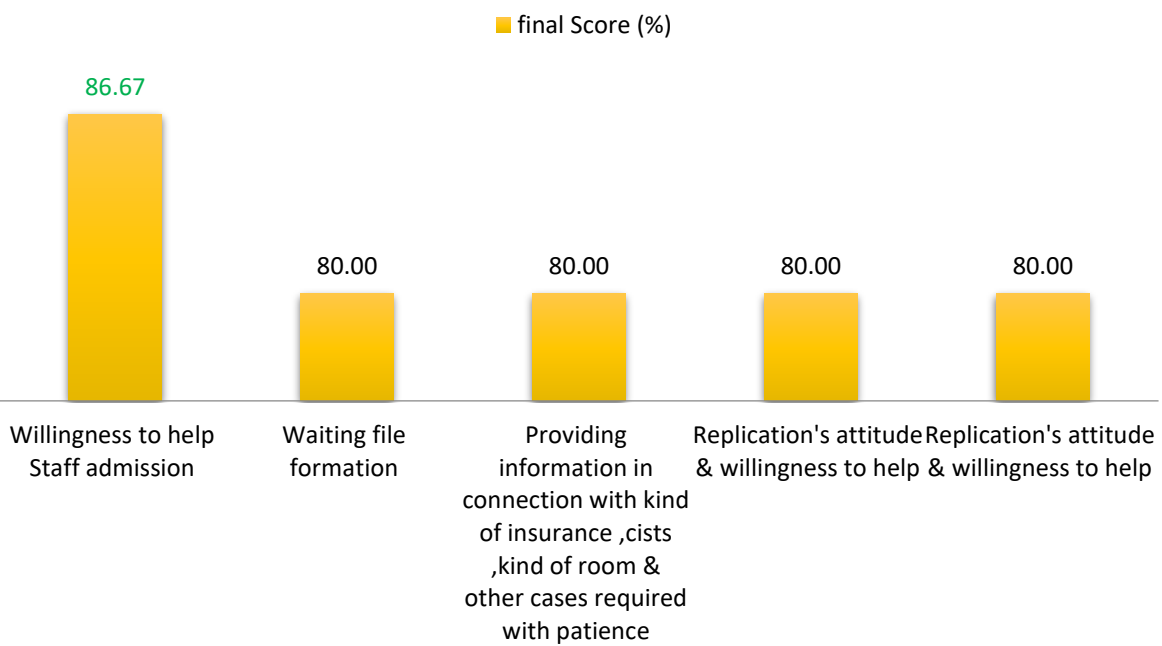 final Score (%)
86.67
80.00
80.00
80.00
80.00
Willingness to help
Staff admission
Waiting file
formation
Providing
information in
connection with kind
of insurance ,cists
,kind of room &
other cases required
with patience
Replication's attitude
& willingness to help
Replication's attitude
& willingness to help